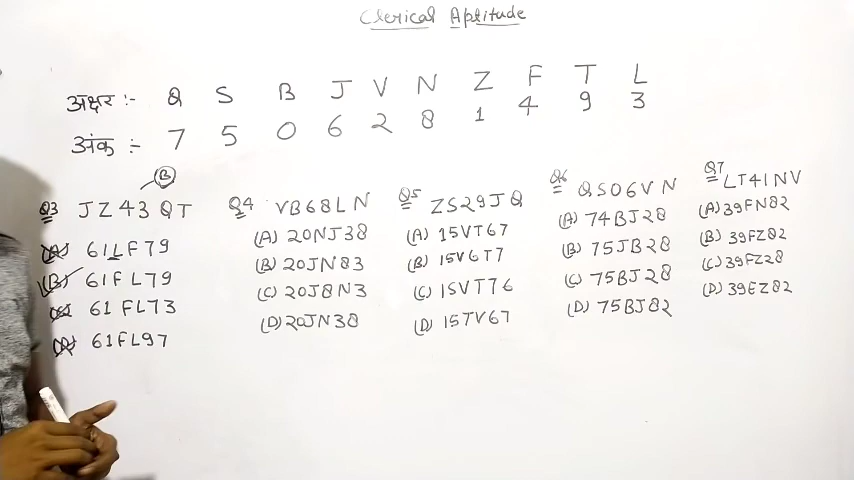 Clerical Aptitude
अक्षर :- Q S B J V N Z F T L
अंक :- 7 5 0 6 2 8 1 4 9 3
B
Q3 JZ43QT
(A) 61LF79
(B) 61FL79
(C) 61FL73
(D) 61FL97
Q4 VB68LN
(A) 20NJ38
(B) 20JN83
(C) 20J8N3
(D) 20JN38
Q5 ZS29JQ
(A) 15VT67
(B) 15V6T7
(C) 15VT76
(D) 15TV67
Q6 QS06VN
(A) 74BJ28
(B) 75JB28
(C) 75BJ28
(D) 75BJ82
Q7 LT41NV
(A) 39FN82
(B) 39FZ82
(C) 39FZ28
(D) 39EZ82